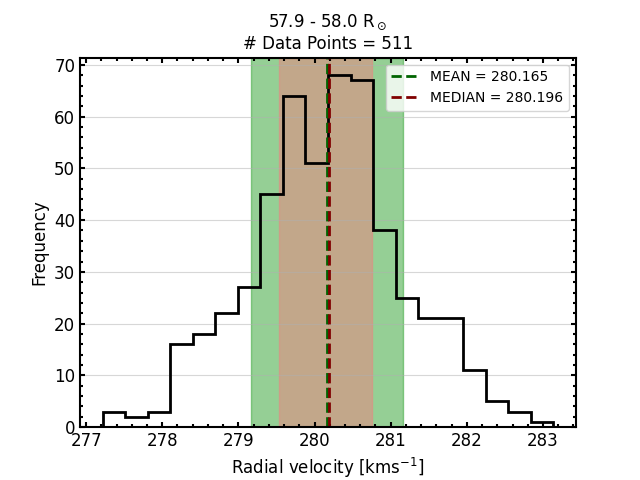 57.9 - 58.0 R⊙
# Data Points = 511
MEAN = 280.165
MEDIAN = 280.196
Frequency
70
60
50
40
30
20
10
0
277 278 279 280 281 282 283
Radial velocity [kms⁻¹]